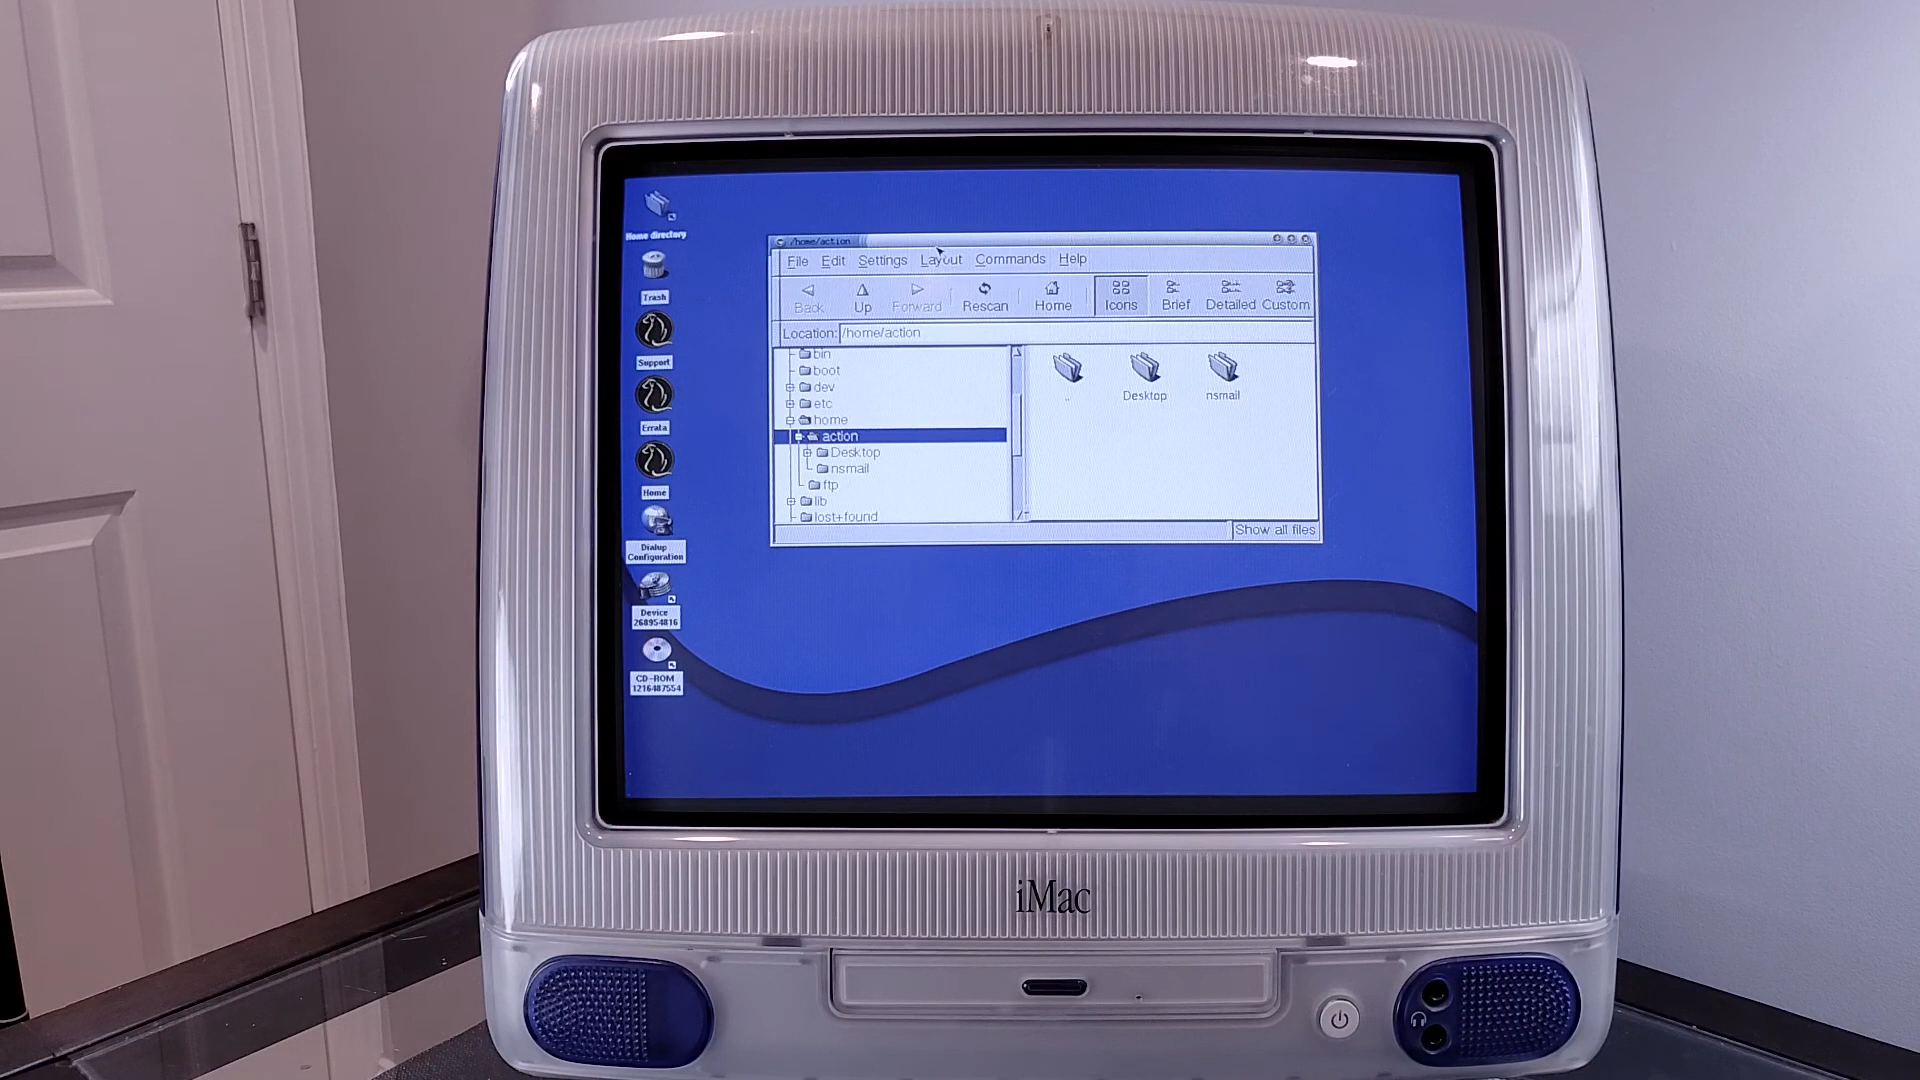 Home directory
Trash
Support
Errata
Home
Dialup
Configuration
Device
268954816
CD-ROM
1216487554
/home/action
File Edit Settings Layout Commands Help
Back Up Forward Rescan Home Icons Brief Detailed Custom
Location: /home/action
bin
boot
dev
etc
home
action
Desktop
nsmail
ftp
lib
lost+found
..
Desktop
nsmail
Show all files
iMac